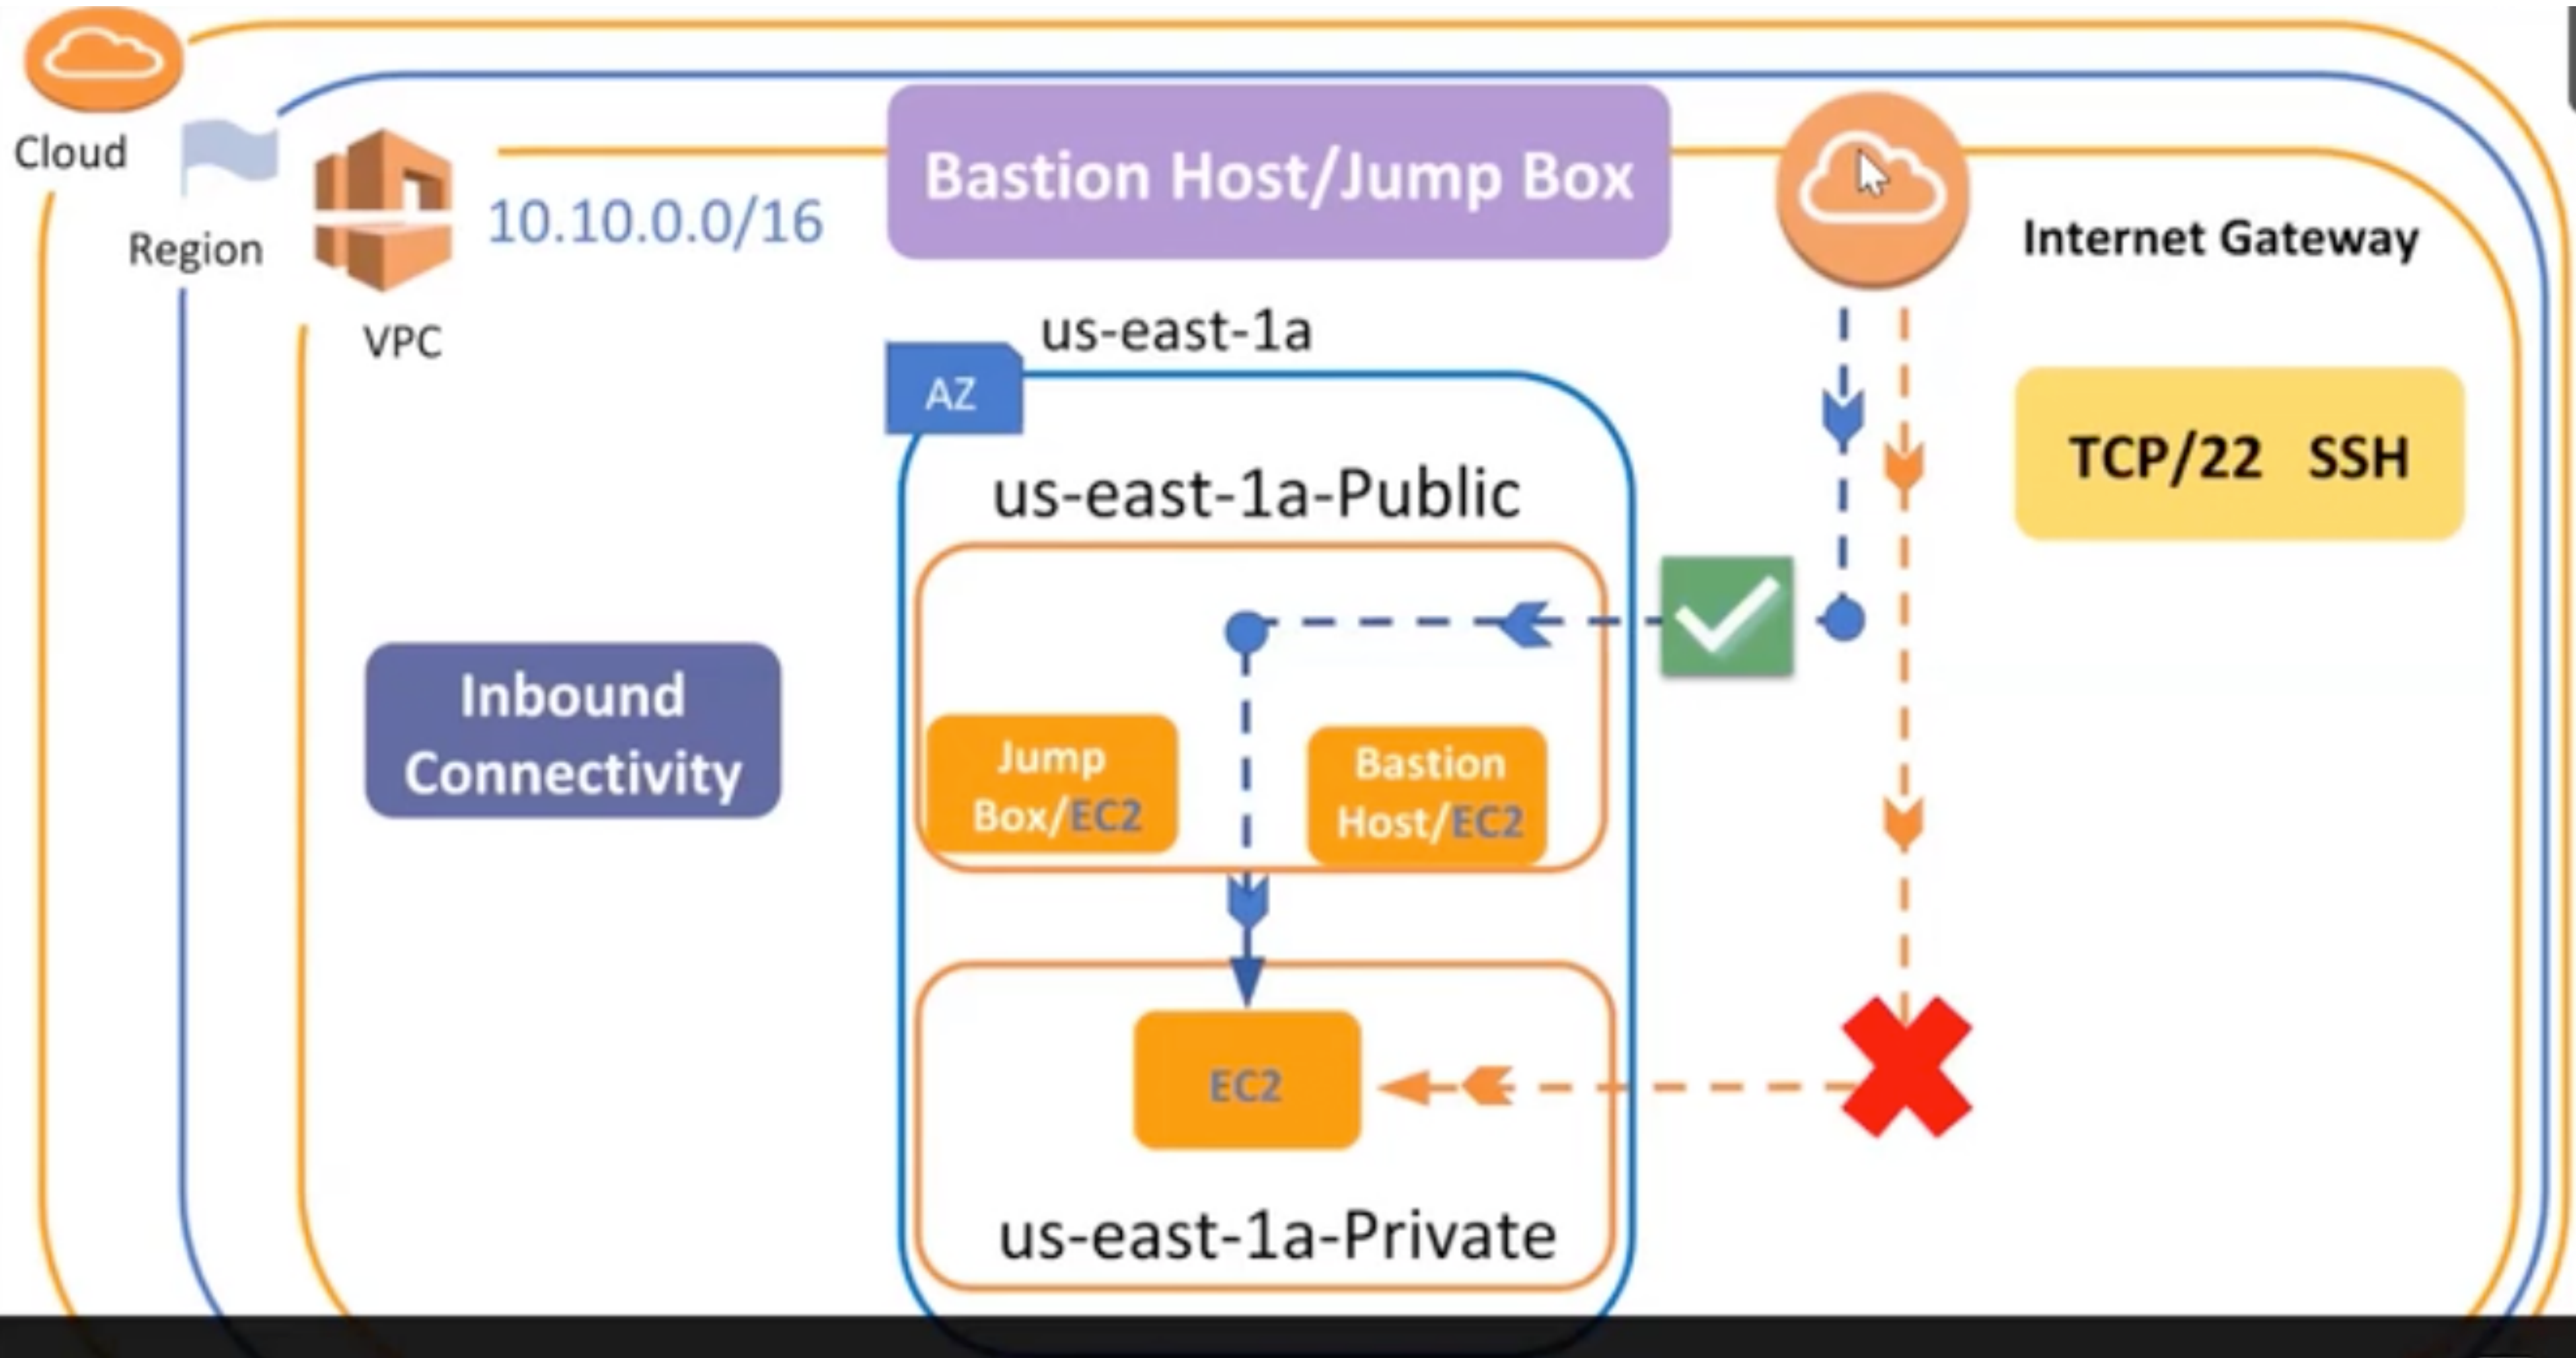 Cloud
Region
VPC
10.10.0.0/16
Bastion Host/Jump Box
Internet Gateway
us-east-1a
AZ
TCP/22 SSH
us-east-1a-Public
Inbound
Connectivity
Jump
Box/EC2
Bastion
Host/EC2
EC2
us-east-1a-Private